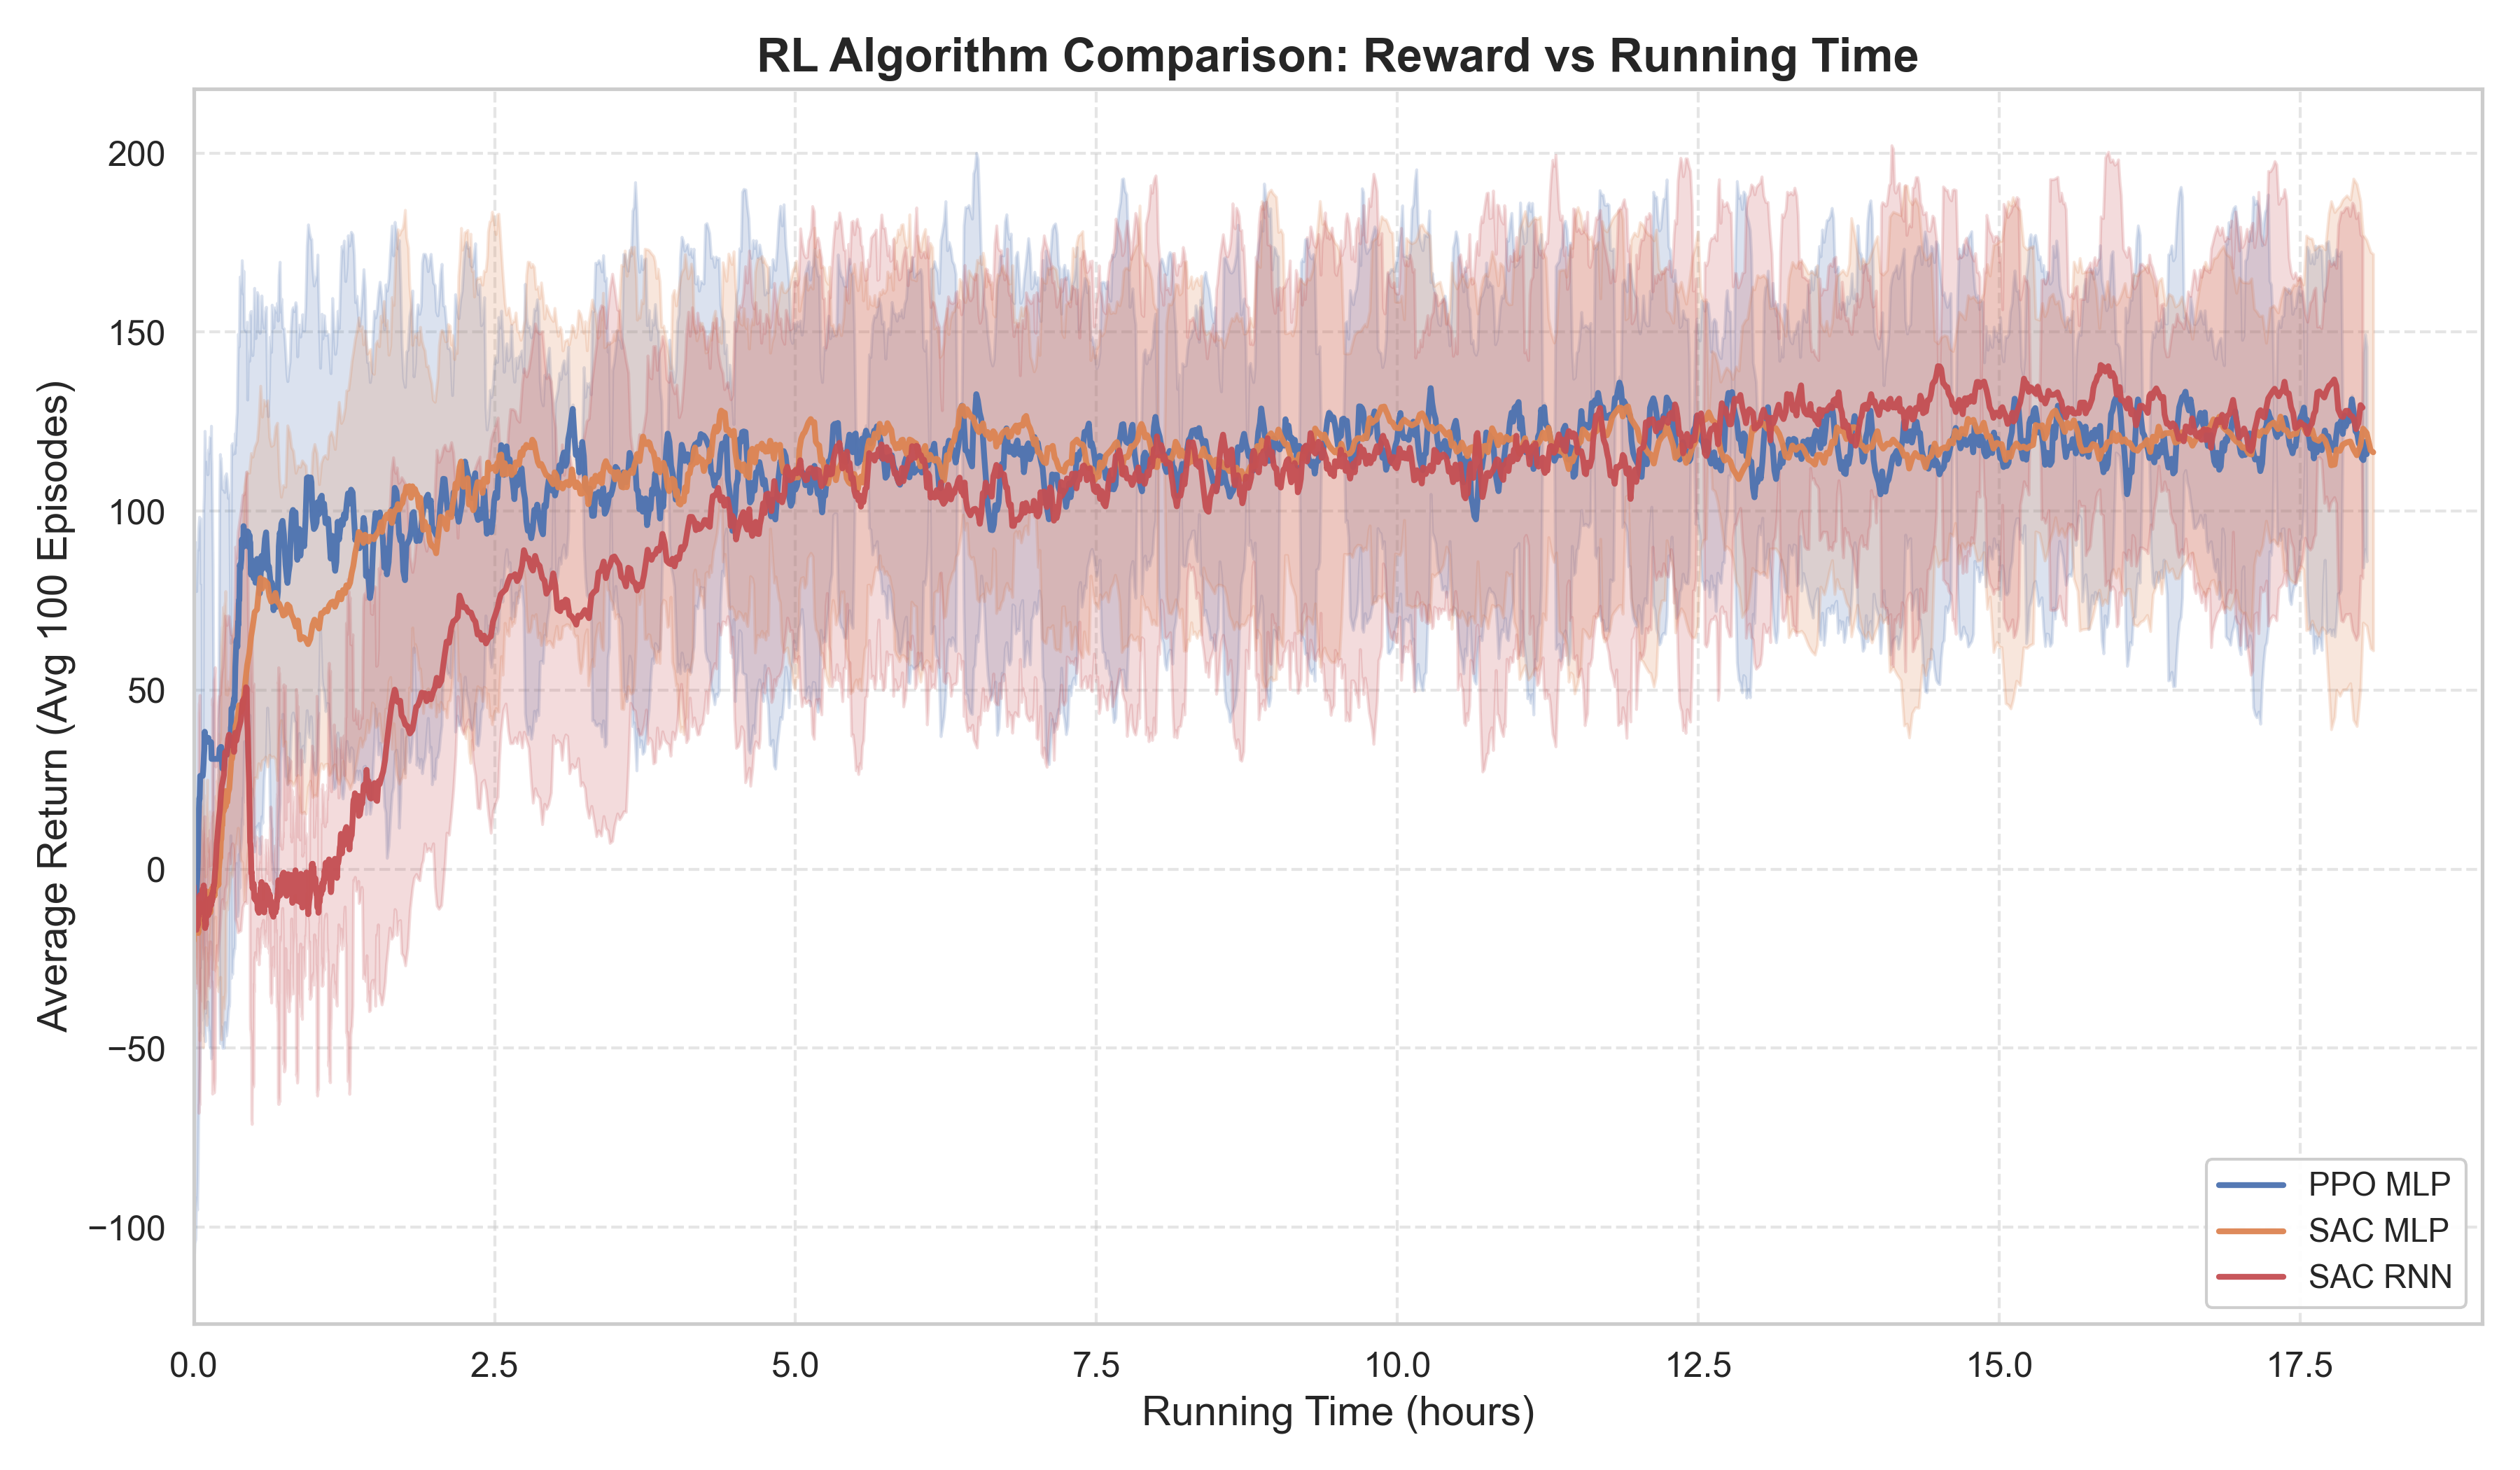 RL Algorithm Comparison: Reward vs Running Time
Average Return (Avg 100 Episodes)
200
150
100
50
0
−50
−100
0.0 2.5 5.0 7.5 10.0 12.5 15.0 17.5
Running Time (hours)
PPO MLP
SAC MLP
SAC RNN